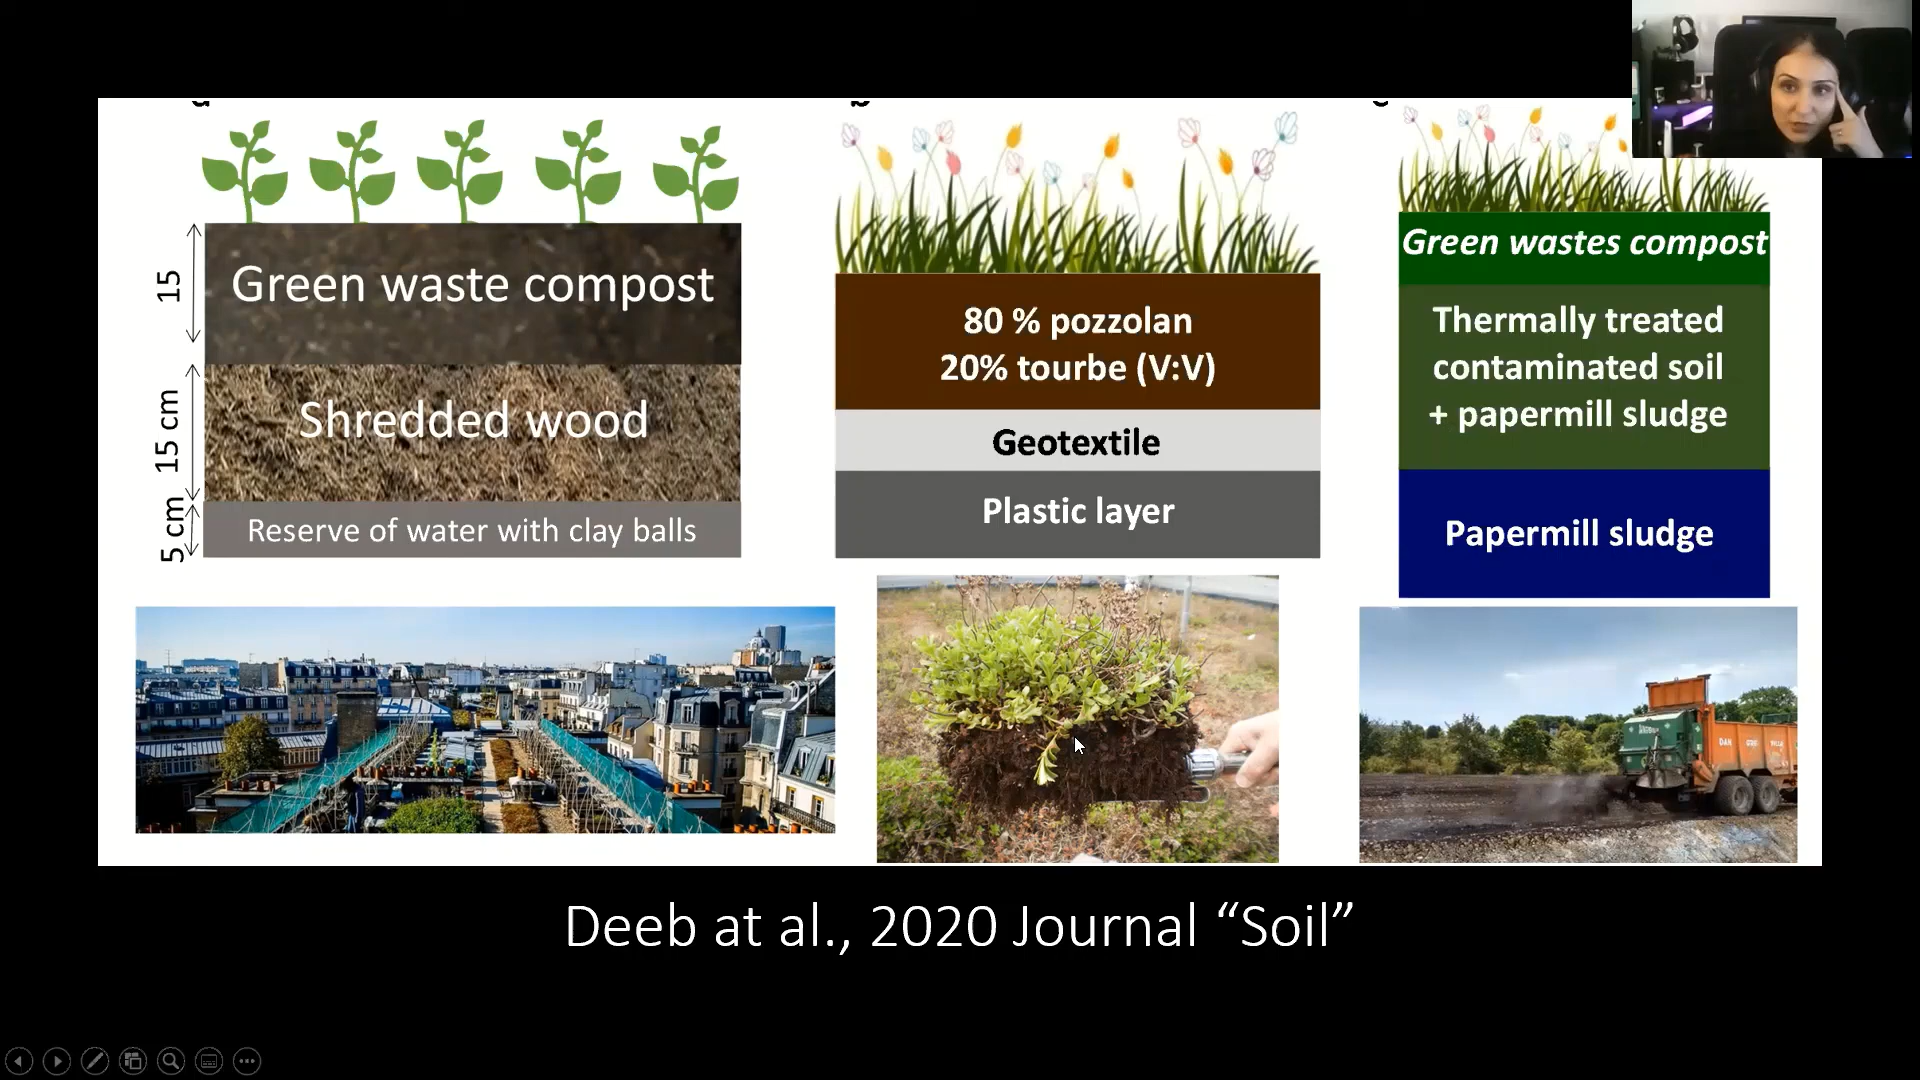 a
b
c
15
Green waste compost
15 cm
Shredded wood
5 cm
Reserve of water with clay balls
80 % pozzolan
20% tourbe (V:V)
Geotextile
Plastic layer
Green wastes compost
Thermally treated
contaminated soil
+ papermill sludge
Papermill sludge
DAN
Deeb at al., 2020 Journal “Soil”